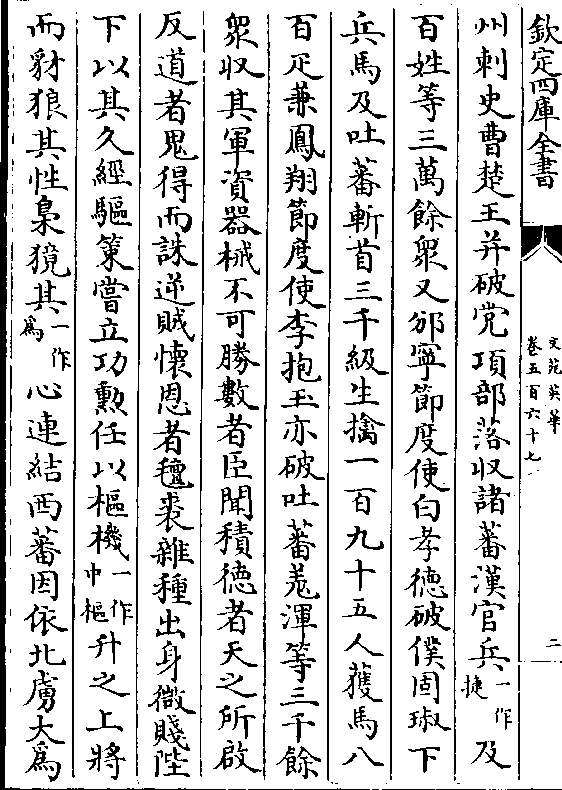 欽定四庫全書
文苑英華
卷五百六十七
二
州刺史曹楚王并破党項部落収諸蕃漢官兵一作捷及
百姓等三萬餘衆又邠寧節度使白孝德破僕固琡下
兵馬及吐蕃斬首三千級生擒一百九十五人獲馬八
百疋兼鳳翔節度使李抱玉亦破吐蕃羌渾等三千餘
衆収其軍資器械不可勝數者臣聞積徳者天之所啟
反道者鬼得而誅逆賊懷恩者氊裘雜種出身微賤陛
下以其久經驅策嘗立功勲任以樞機一作中樞升之上將
而豺狼其性梟獍其一作爲心連結西蕃因依北虜大爲